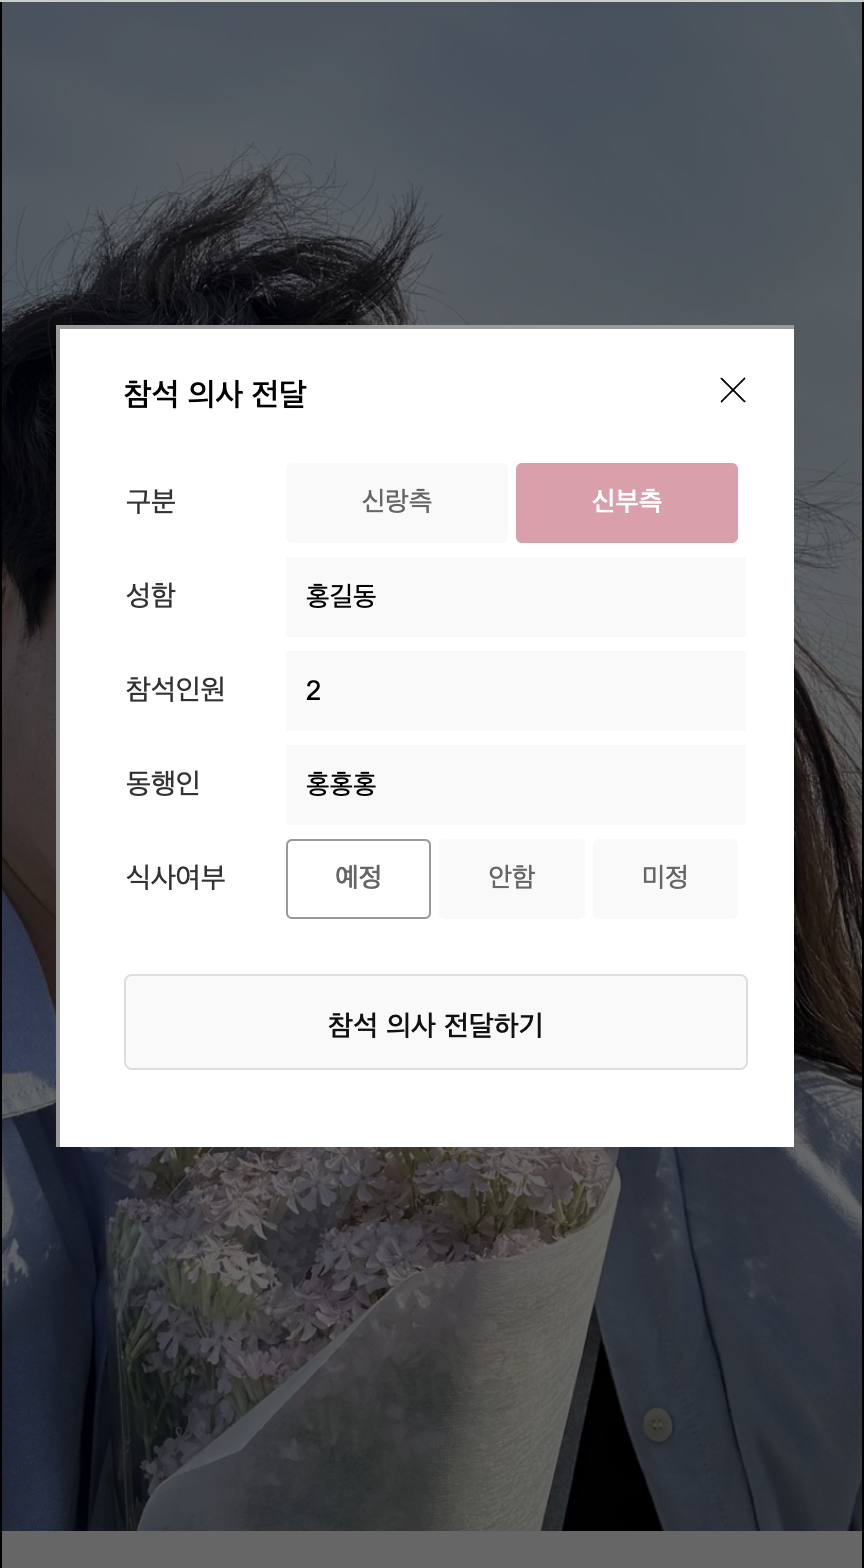 참석 의사 전달
구분 신랑측 신부측
성함 홍길동
참석인원 2
동행인 홍홍홍
식사여부 예정 안함 미정
참석 의사 전달하기